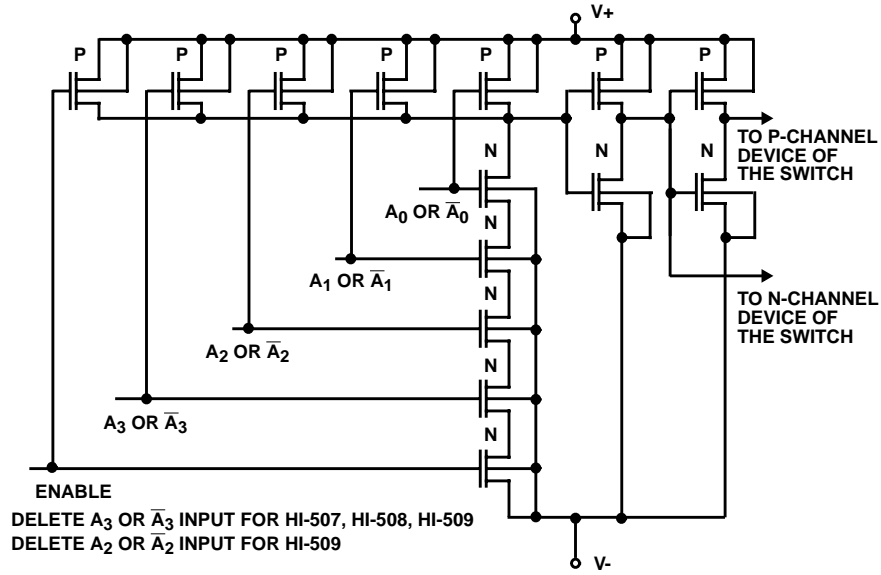 V+
P P P P P P P
TO P-CHANNEL
DEVICE OF
THE SWITCH
N N N
A0 OR A̅0
N
A1 OR A̅1
N
TO N-CHANNEL
DEVICE OF
THE SWITCH
A2 OR A̅2
N
A3 OR A̅3
N
ENABLE
DELETE A3 OR A̅3 INPUT FOR HI-507, HI-508, HI-509
DELETE A2 OR A̅2 INPUT FOR HI-509
V-